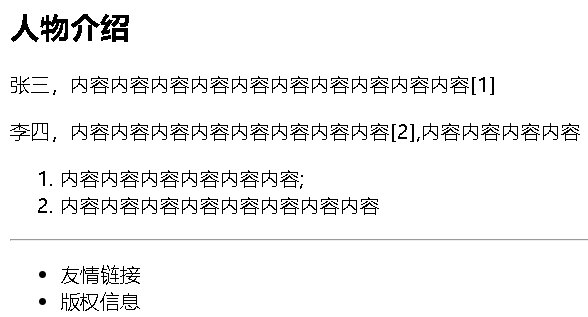 人物介绍
张三，内容内容内容内容内容内容内容内容内容内容[1]
李四，内容内容内容内容内容内容内容内容[2],内容内容内容内容
1. 内容内容内容内容内容内容;
2. 内容内容内容内容内容内容内容内容
• 友情链接
• 版权信息